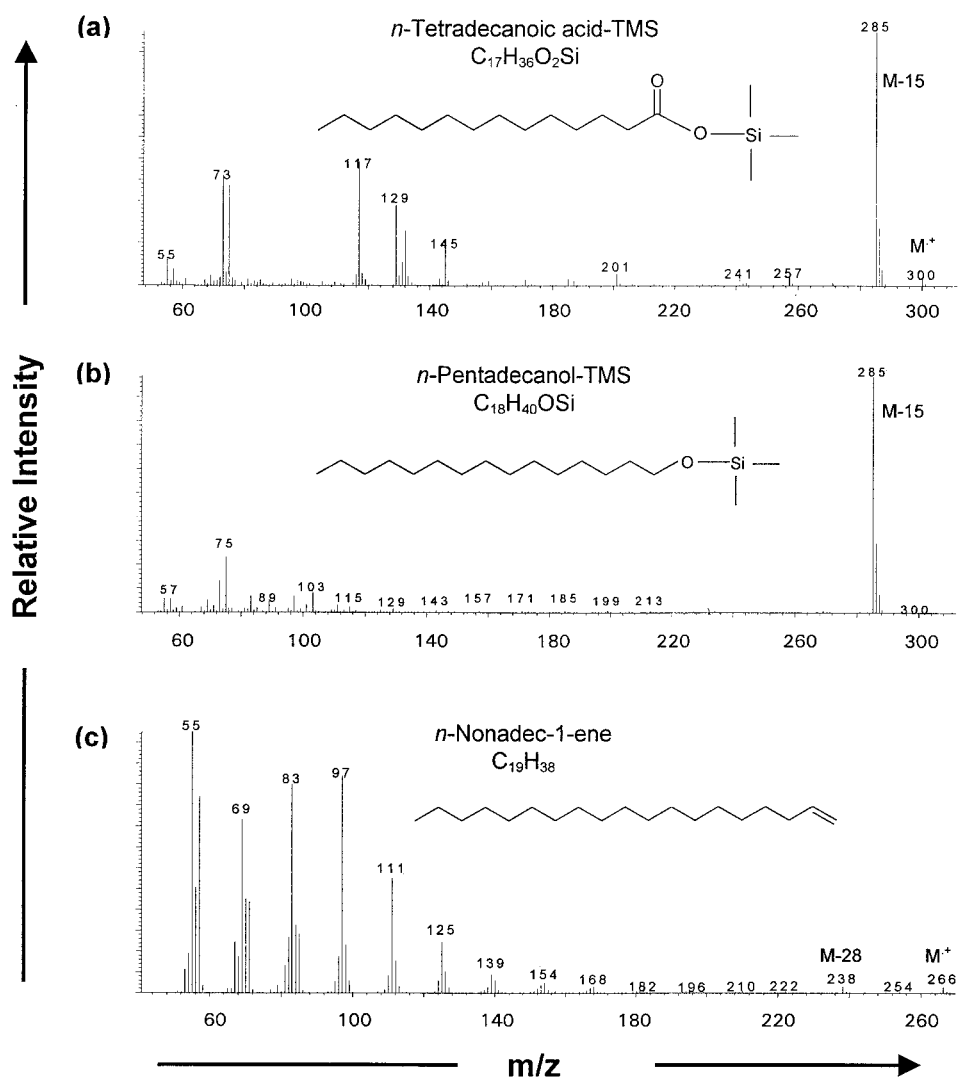 (a)
n-Tetradecanoic acid-TMS
C₁₇H₃₆O₂Si
285
M-15
O
O
Si
73
117
129
55
145
201
241
257
M·⁺
300
60
100
140
180
220
260
300
Relative Intensity
(b)
n-Pentadecanol-TMS
C₁₈H₄₀OSi
285
M-15
O
Si
75
57
89
103
115
129
143
157
171
185
199
213
300
60
100
140
180
220
260
300
(c)
n-Nonadec-1-ene
C₁₉H₃₈
55
69
83
97
111
125
139
154
168
182
196
210
222
M-28
238
254
M·⁺
266
60
100
140
180
220
260
m/z